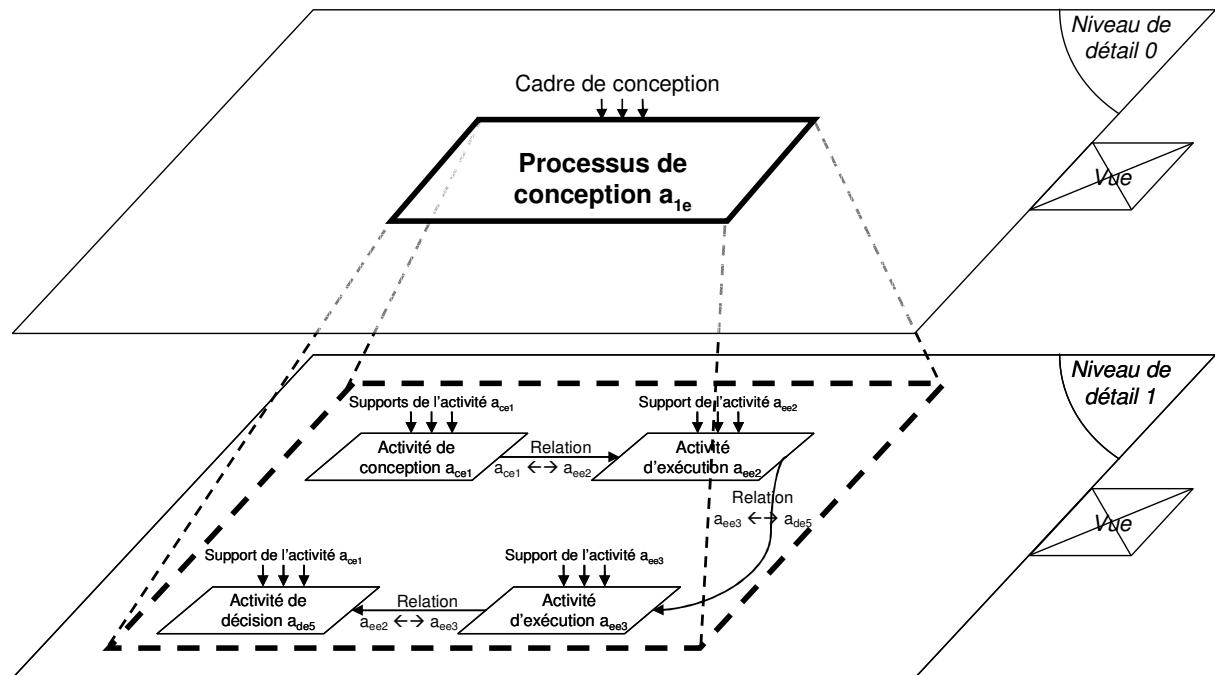 Niveau de
détail 0
Cadre de conception
Processus de
conception a1e
Vue
Niveau de
détail 1
Supports de l'activité ace1
Support de l'activité aee2
Activité de
conception ace1
Relation
ace1 ←→ aee2
Activité
d'exécution aee2
Relation
aee3 ←→ ade5
Vue
Support de l'activité ace1
Support de l'activité aee3
Activité de
décision ade5
Relation
aee2 ←→ aee3
Activité
d'exécution aee3